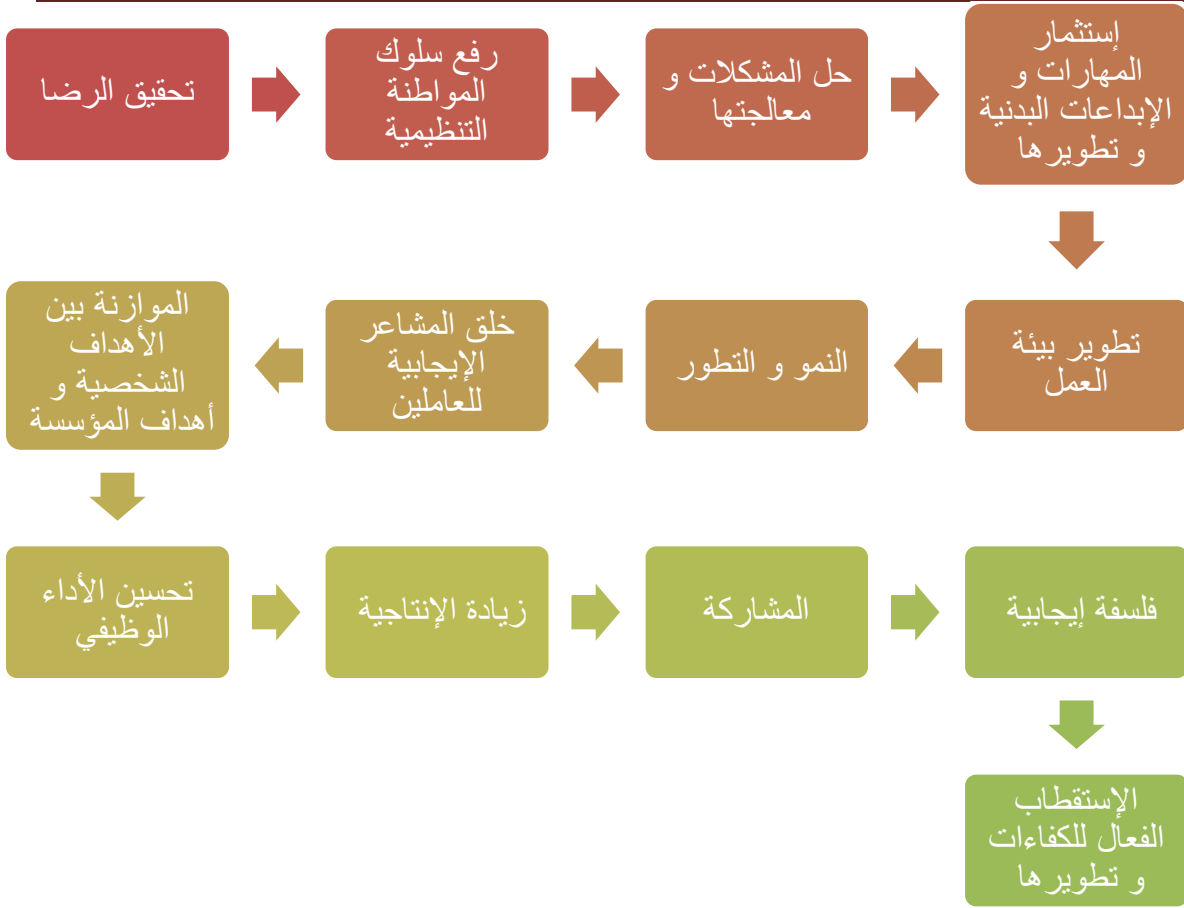 تحقيق الرضا
رفع سلوك
المواطنة
التنظيمية
حل المشكلات و
معالجتها
إستثمار
المهارات و
الإبداعات البدنية
و تطويرها
تطوير بيئة
العمل
النمو و التطور
خلق المشاعر
الإيجابية
للعاملين
الموازنة بين
الأهداف
الشخصية و
أهداف المؤسسة
تحسين الأداء
الوظيفي
زيادة الإنتاجية
المشاركة
فلسفة إيجابية
الإستقطاب
الفعال للكفاءات
و تطويرها